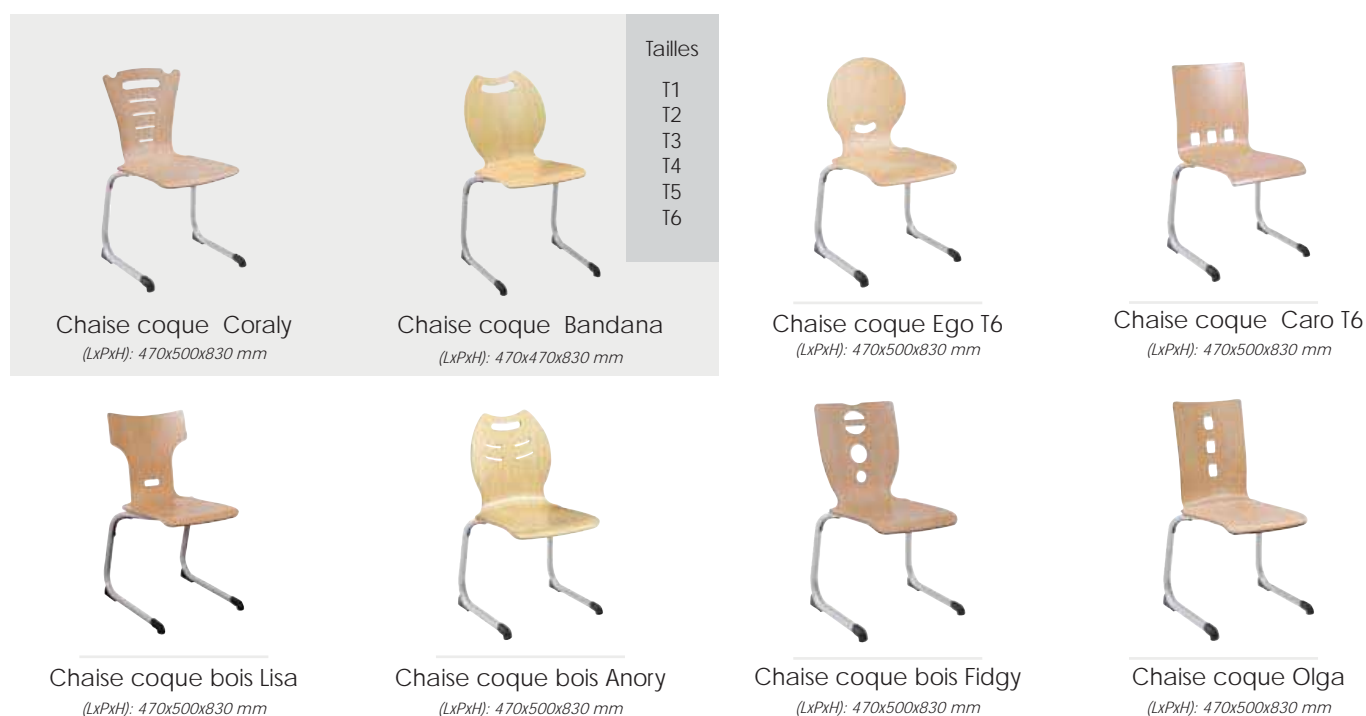 Tailles
T1
T2
T3
T4
T5
T6
Chaise coque Coraly
(LxPxH): 470x500x830 mm
Chaise coque Bandana
(LxPxH): 470x470x830 mm
Chaise coque Ego T6
(LxPxH): 470x500x830 mm
Chaise coque Caro T6
(LxPxH): 470x500x830 mm
Chaise coque bois Lisa
(LxPxH): 470x500x830 mm
Chaise coque bois Anory
(LxPxH): 470x500x830 mm
Chaise coque bois Fidgy
(LxPxH): 470x500x830 mm
Chaise coque Olga
(LxPxH): 470x500x830 mm